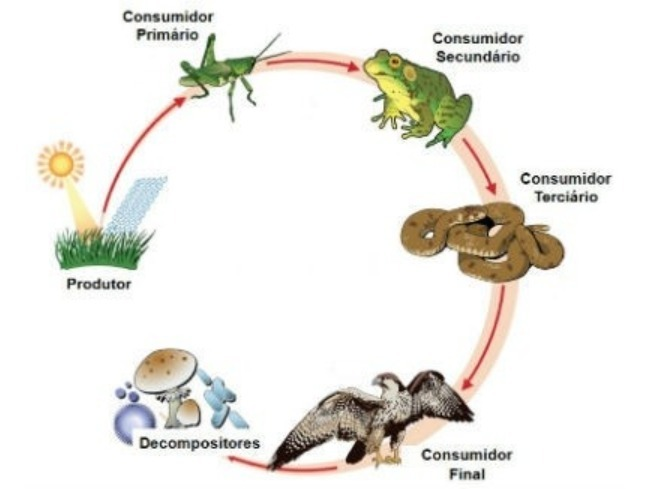 Consumidor
Primário
Consumidor
Secundário
Consumidor
Terciário
Produtor
Decompositores
Consumidor
Final